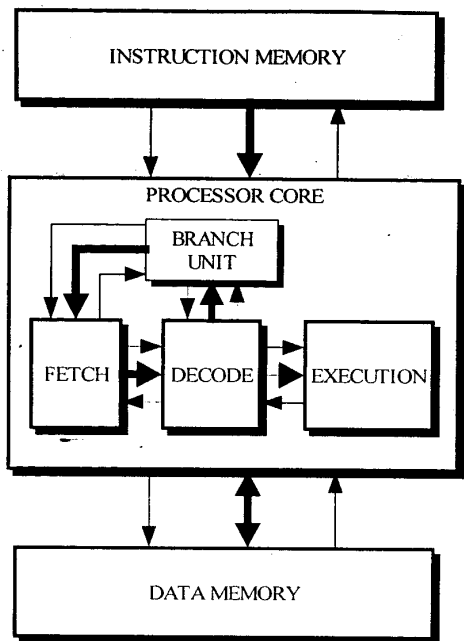 INSTRUCTION MEMORY
PROCESSOR CORE
BRANCH
UNIT
FETCH
DECODE
EXECUTION
DATA MEMORY